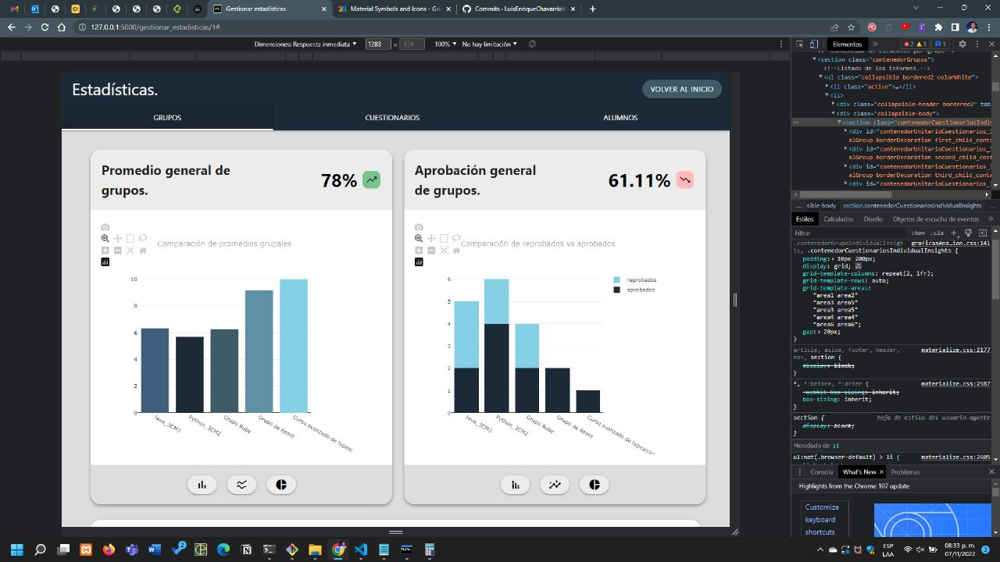 Gestionar estadísticas
Material Symbols and Icons - Goo
Commits · LuisEnriqueChavarriaV
127.0.0.1:5000/gestionar_estadisticas/1#
Dimensiones: Respuesta inmediata
1283 x 874
100%
No hay limitación
Elementos
2
1
1
Estadísticas.
VOLVER AL INICIO
GRUPOS
CUESTIONARIOS
ALUMNOS
Promedio general de
grupos.
78%
Comparación de promedios grupales
10
8
6
4
2
0
Java_3CM3
Python_3CM2
Grupo Ruby
Grupo de React
Curso avanzado de typesc
Aprobación general
de grupos.
61.11%
Comparación de reprobados vs aprobados
reprobados
aprobados
6
5
4
3
2
1
0
Java_3CM3
Python_3CM2
Grupo Ruby
Grupo de React
Curso avanzado de typescrip
<section class="contenedorGrupos">
<!--Listado de los informes.-->
<ul class="collapsible bordered2 colorWhite">
<li class="active">…</li>
<li>
<div class="collapsible-header bordered2" tab
<div class="collapsible-body">
<section class="contenedorCuestionariosIndiv
<div id="contenedorUnitarioCuestionarios_1
alGroup borderDecoration first_child_conta
<div id="contenedorUnitarioCuestionarios_1
alGroup borderDecoration second_child_cont
<div id="contenedorUnitarioCuestionarios_1
alGroup borderDecoration third_child_conta
<div id="contenedorUnitarioCuestionarios_1
... sible-body section.contenedorCuestionariosIndividualInsights ...
Estilos
Calculados
Diseño
Objetos de escucha de eventos
Filtrar
:hov .cls
.contenedorGrupoIndividualInsigh graficasAna…ion.css:141
ts, .contenedorCuestionariosIndividualInsights {
padding: 10px 200px;
display: grid;
grid-template-columns: repeat(2, 1fr);
grid-template-rows: auto;
grid-template-areas:
"area1 area2"
"area3 area5"
"area3 area5"
"area4 area4"
"area6 area6";
gap: 20px;
}
article, aside, footer, header, materialize.css:2177
nav, section {
display: block;
}
*, *:before, *:after { materialize.css:2587
-webkit-box-sizing: inherit;
box-sizing: inherit;
}
section { hoja de estilo del usuario-agente
display: block;
}
Heredado de li
ul:not(.browser-default) > li { materialize.css:2605
Consola
What's New
Problemas
Highlights from the Chrome 107 update
Customize
keyboard
shortcuts
ESP
LAA
08:33 p. m.
07/11/2022
3